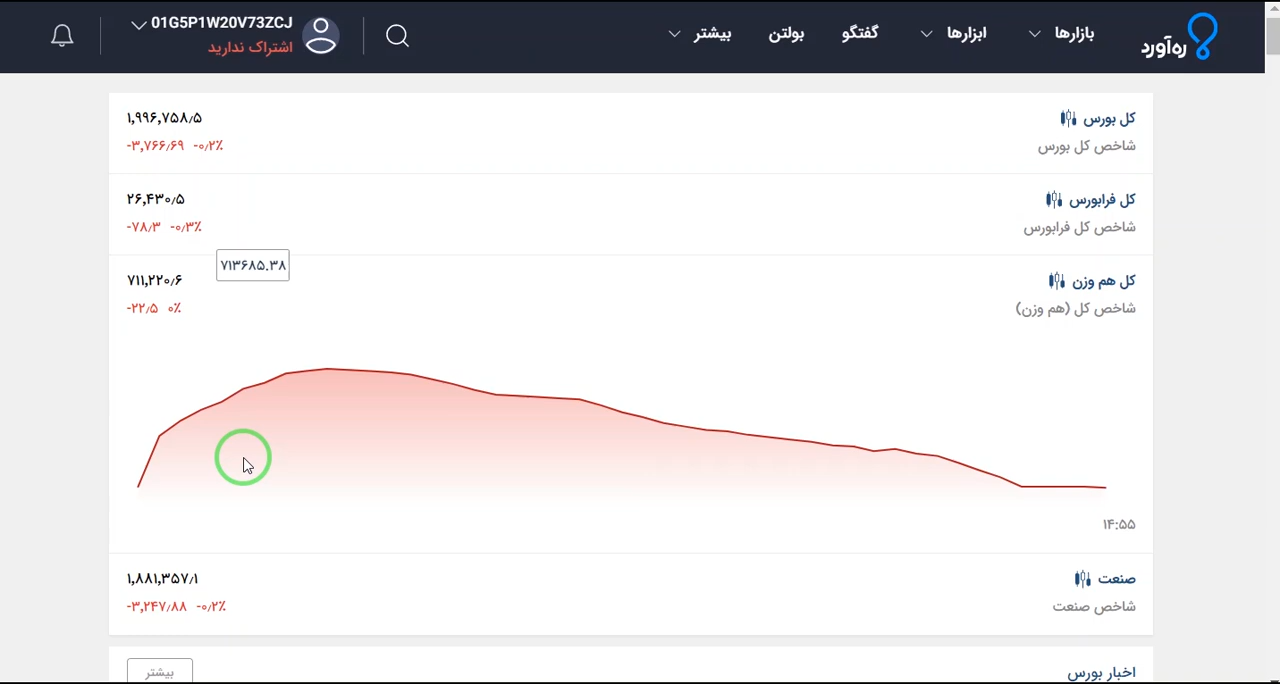 ره‌آورد
بازارها
ابزارها
گفتگو
بولتن
بیشتر
01G5P1W20V73ZCJ
اشتراک ندارید
کل بورس
۱,۹۹۶,۷۵۸/۵
شاخص کل بورس
-۳,۷۶۶/۶۹ -۰/۲٪
کل فرابورس
۲۶,۴۳۰/۵
شاخص کل فرابورس
-۷۸/۳ -۰/۳٪
۷۱۳۶۸۵.۳۸
کل هم وزن
۷۱۱,۲۲۰/۶
شاخص کل (هم وزن)
-۲۲/۵ ۰٪
۱۴:۵۵
صنعت
۱,۸۸۱,۳۵۷/۱
شاخص صنعت
-۳,۲۴۷/۸۸ -۰/۲٪
اخبار بورس
بیشتر